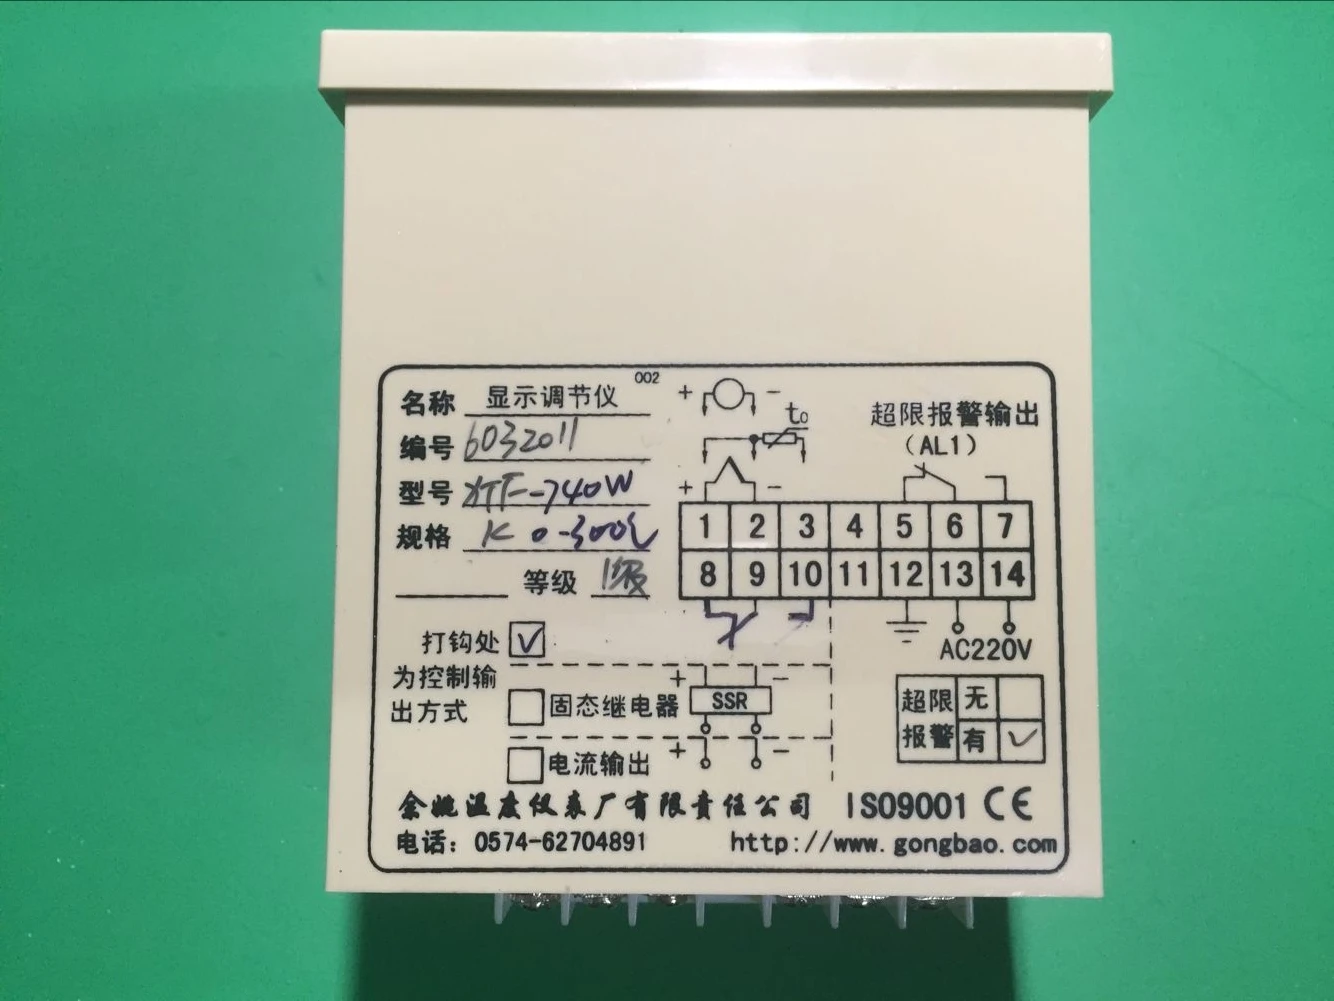 名称 显示调节仪 002
编号 6032011
型号 XTF-740W
规格 K 0-300℃
等级 1级
打钩处 ✓
为控制输
出方式
固态继电器
电流输出
+ -
t0
+ -
超限报警输出
(AL1)
1 2 3 4 5 6 7
8 9 10 11 12 13 14
AC220V
+ SSR -
+ -
超限 无
报警 有 ✓
余姚温度仪表厂有限责任公司 ISO9001 CE
电话：0574-62704891 http://www.gongbao.com